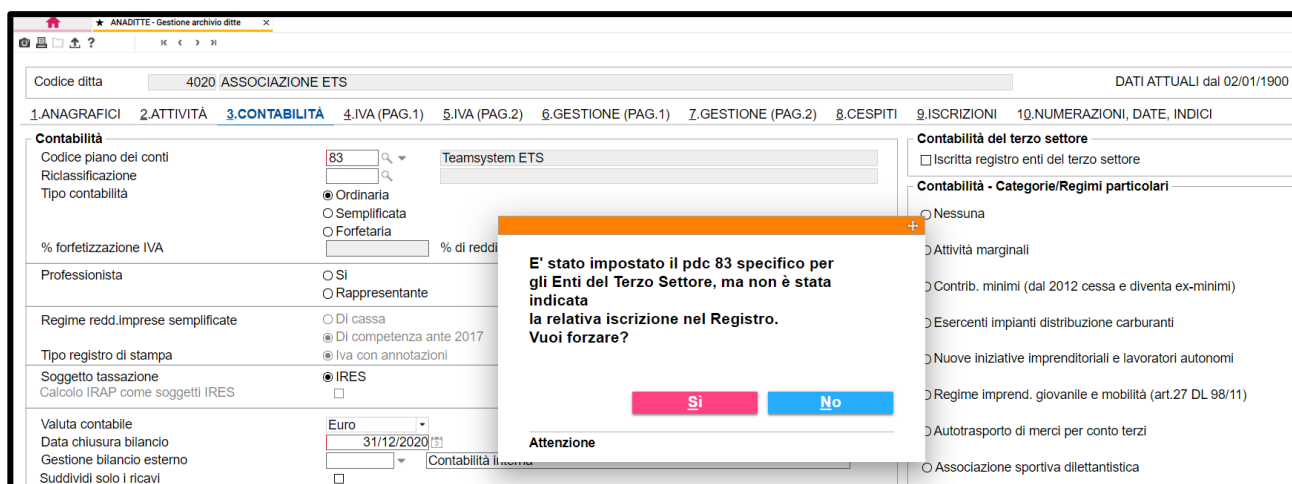 ★ ANADITTE - Gestione archivio ditte ×
?
Codice ditta 4020 ASSOCIAZIONE ETS DATI ATTUALI dal 02/01/1900
1.ANAGRAFICI 2.ATTIVITÀ 3.CONTABILITÀ 4.IVA (PAG.1) 5.IVA (PAG.2) 6.GESTIONE (PAG.1) 7.GESTIONE (PAG.2) 8.CESPITI 9.ISCRIZIONI 10.NUMERAZIONI, DATE, INDICI
Contabilità
Codice piano dei conti 83 Teamsystem ETS
Riclassificazione
Tipo contabilità Ordinaria
Semplificata
Forfetaria
% forfetizzazione IVA % di reddi
Professionista Si
Rappresentante
Regime redd.imprese semplificate Di cassa
Di competenza ante 2017
Tipo registro di stampa Iva con annotazioni
Soggetto tassazione IRES
Calcolo IRAP come soggetti IRES
Valuta contabile Euro
Data chiusura bilancio 31/12/2020
Gestione bilancio esterno Contabilità interna
Suddividi solo i ricavi
E' stato impostato il pdc 83 specifico per
gli Enti del Terzo Settore, ma non è stata
indicata
la relativa iscrizione nel Registro.
Vuoi forzare?
Sì No
Attenzione
Contabilità del terzo settore
Iscritta registro enti del terzo settore
Contabilità - Categorie/Regimi particolari
Nessuna
Attività marginali
Contrib. minimi (dal 2012 cessa e diventa ex-minimi)
Esercenti impianti distribuzione carburanti
Nuove iniziative imprenditoriali e lavoratori autonomi
Regime imprend. giovanile e mobilità (art.27 DL 98/11)
Autotrasporto di merci per conto terzi
Associazione sportiva dilettantistica